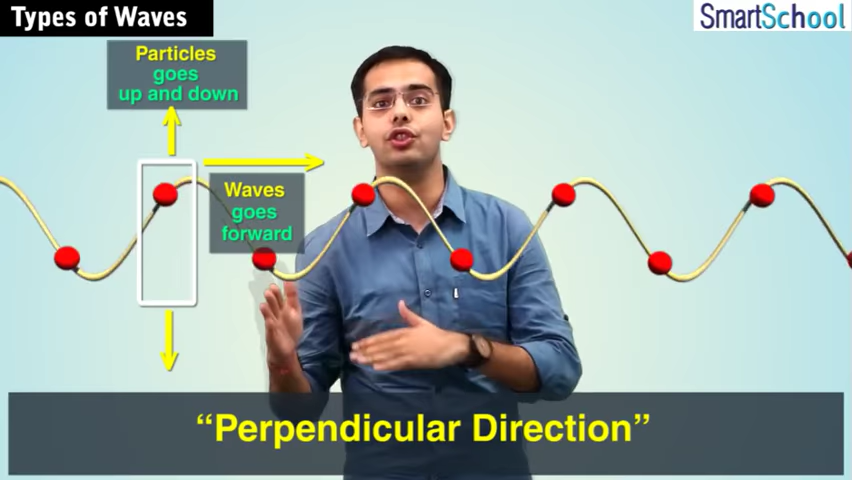 Types of Waves
SmartSchool
Particles
goes
up and down
Waves
goes
forward
“Perpendicular Direction”